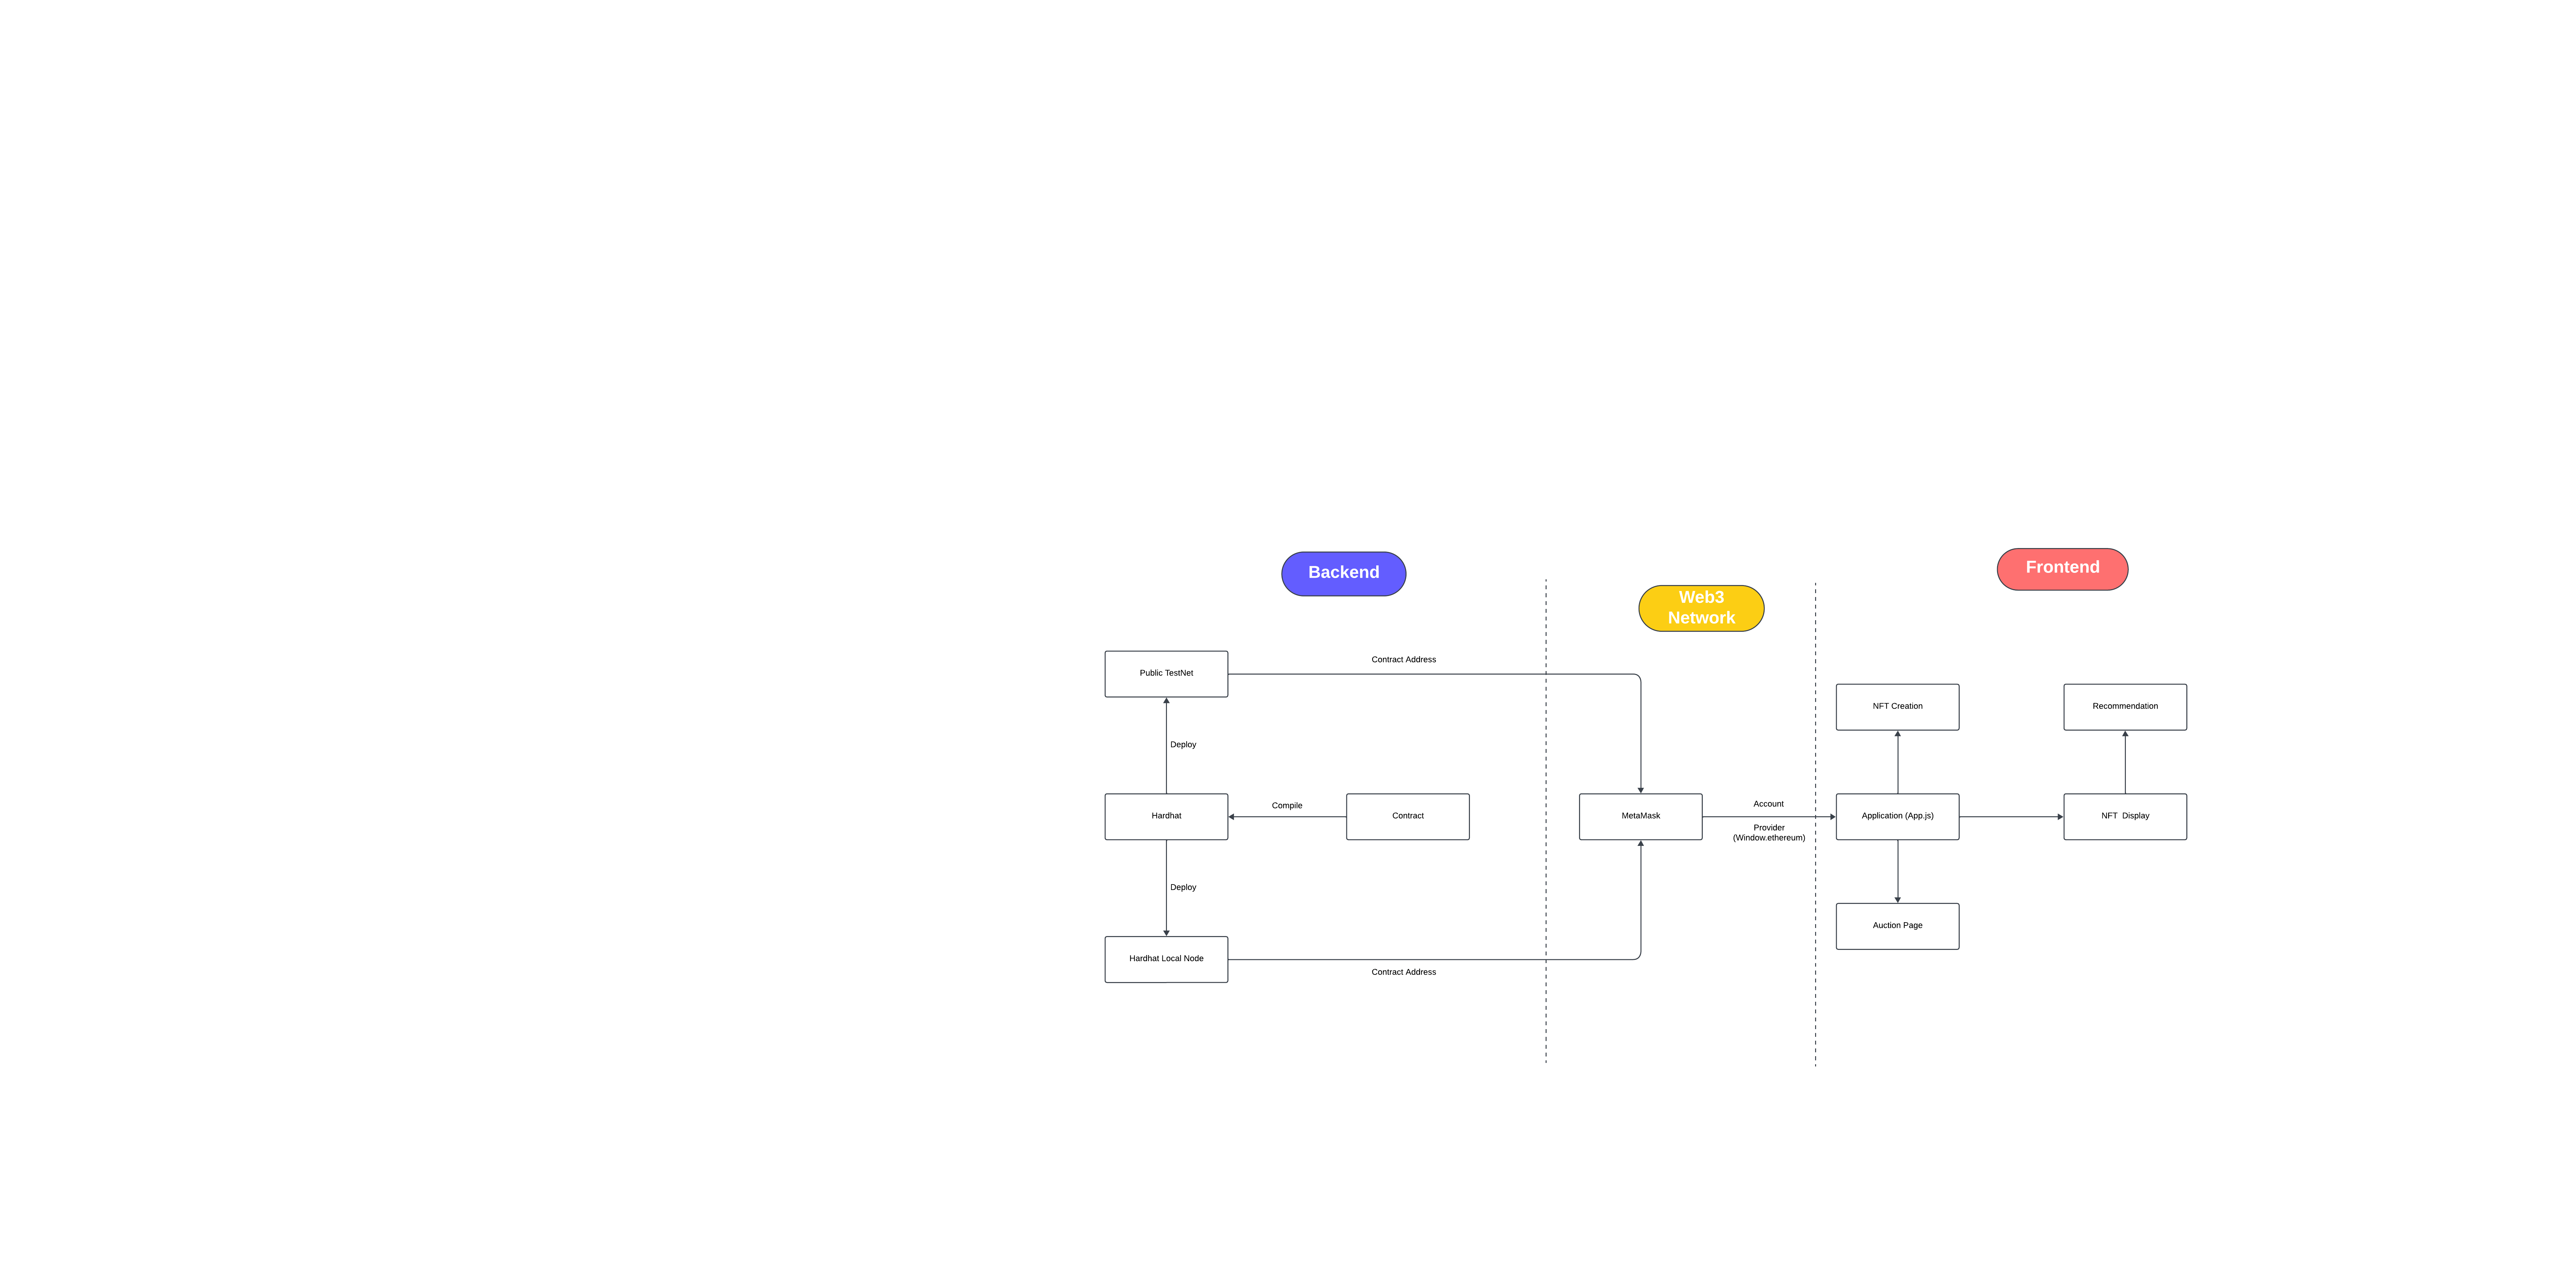 Backend
Web3
Network
Frontend
Public TestNet
Contract Address
Deploy
NFT Creation
Recommendation
Hardhat
Compile
Contract
MetaMask
Account
Provider
(Window.ethereum)
Application (App.js)
NFT  Display
Deploy
Auction Page
Hardhat Local Node
Contract Address